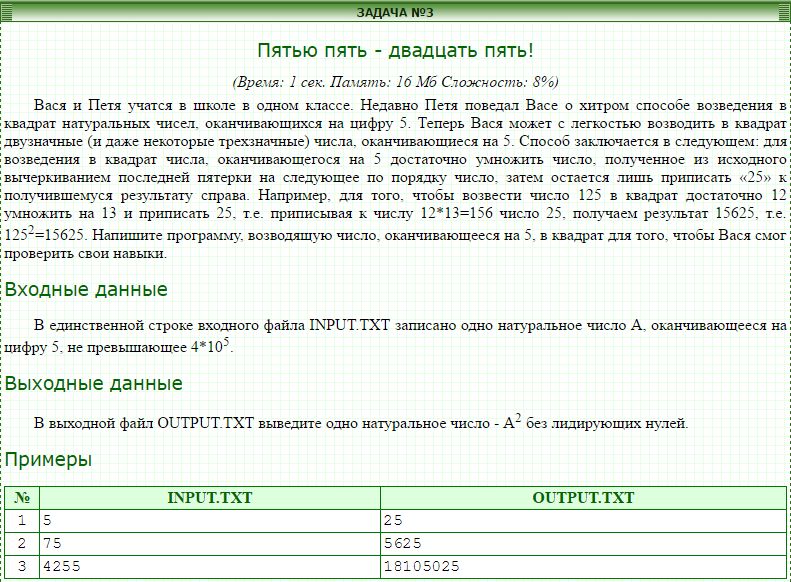 ЗАДАЧА №3
Пятью пять - двадцать пять!
(Время: 1 сек. Память: 16 Мб Сложность: 8%)
Вася и Петя учатся в школе в одном классе. Недавно Петя поведал Васе о хитром способе возведения в
квадрат натуральных чисел, оканчивающихся на цифру 5. Теперь Вася может с легкостью возводить в квадрат
двузначные (и даже некоторые трехзначные) числа, оканчивающиеся на 5. Способ заключается в следующем: для
возведения в квадрат числа, оканчивающегося на 5 достаточно умножить число, полученное из исходного
вычеркиванием последней пятерки на следующее по порядку число, затем остается лишь приписать «25» к
получившемуся результату справа. Например, для того, чтобы возвести число 125 в квадрат достаточно 12
умножить на 13 и приписать 25, т.е. приписывая к числу 12*13=156 число 25, получаем результат 15625, т.е.
125²=15625. Напишите программу, возводящую число, оканчивающееся на 5, в квадрат для того, чтобы Вася смог
проверить свои навыки.
Входные данные
В единственной строке входного файла INPUT.TXT записано одно натуральное число А, оканчивающееся на
цифру 5, не превышающее 4*10⁵.
Выходные данные
В выходной файл OUTPUT.TXT выведите одно натуральное число - A² без лидирующих нулей.
Примеры
№ INPUT.TXT OUTPUT.TXT
1 5 25
2 75 5625
3 4255 18105025